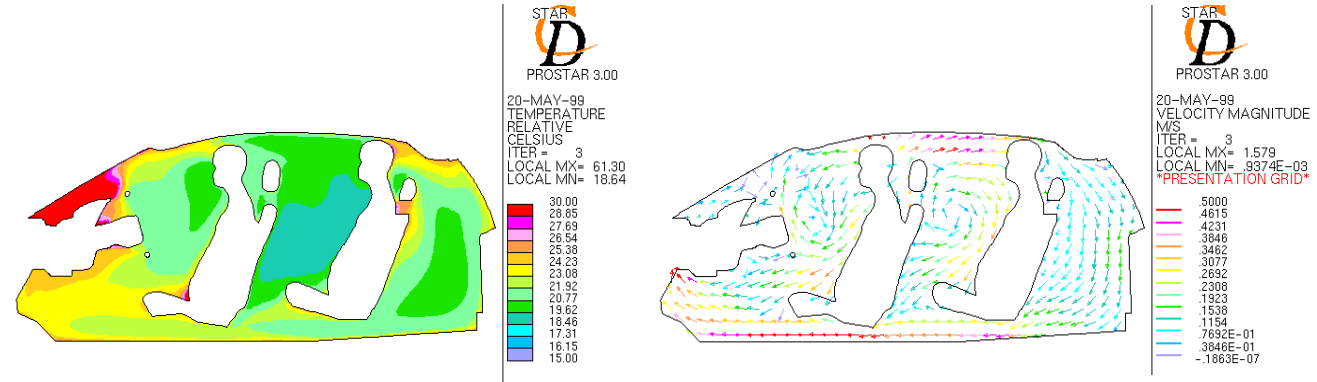 STAR
CD
PROSTAR 3.00
20-MAY-99
TEMPERATURE
RELATIVE
CELSIUS
ITER = 3
LOCAL MX= 61.30
LOCAL MN= 18.64
30.00
28.85
27.69
26.54
25.38
24.23
23.08
21.92
20.77
19.62
18.46
17.31
16.15
15.00
STAR
CD
PROSTAR 3.00
20-MAY-99
VELOCITY MAGNITUDE
M/S
ITER = 3
LOCAL MX= 1.579
LOCAL MN= .9374E-03
*PRESENTATION GRID*
.5000
.4615
.4231
.3846
.3462
.3077
.2692
.2308
.1923
.1538
.1154
.7692E-01
.3846E-01
-.1863E-07